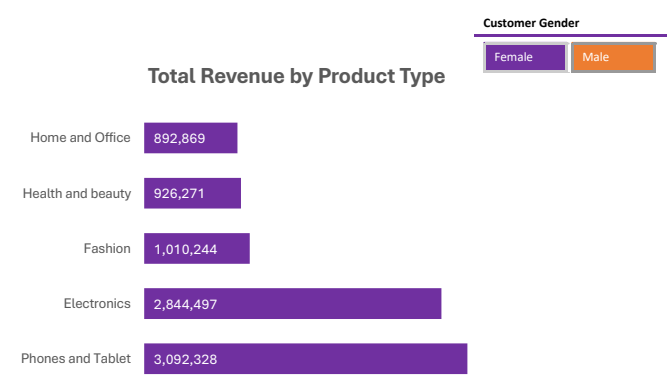 Customer Gender
Female Male
Total Revenue by Product Type
Home and Office 892,869
Health and beauty 926,271
Fashion 1,010,244
Electronics 2,844,497
Phones and Tablet 3,092,328